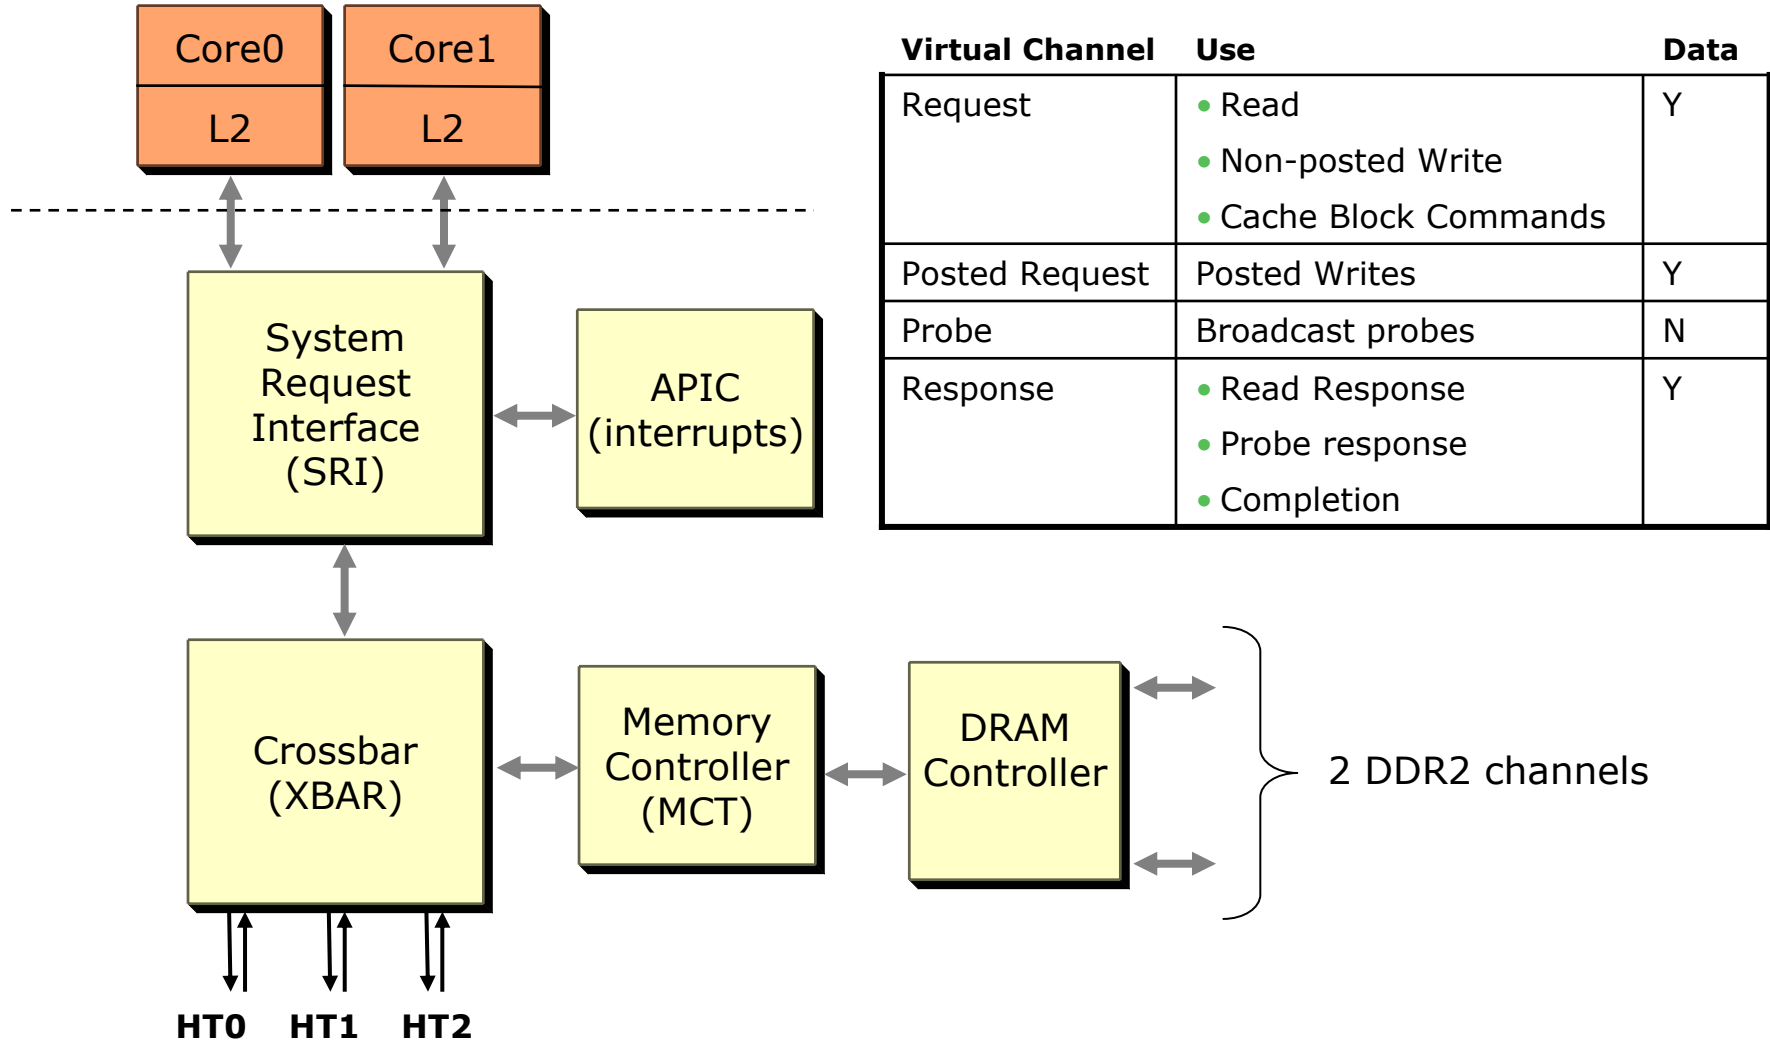 Core0
L2
Core1
L2
System
Request
Interface
(SRI)
APIC
(interrupts)
Crossbar
(XBAR)
Memory
Controller
(MCT)
DRAM
Controller
2 DDR2 channels
HT0 HT1 HT2
Virtual Channel Use Data
Request • Read Y
• Non-posted Write
• Cache Block Commands
Posted Request Posted Writes Y
Probe Broadcast probes N
Response • Read Response Y
• Probe response
• Completion